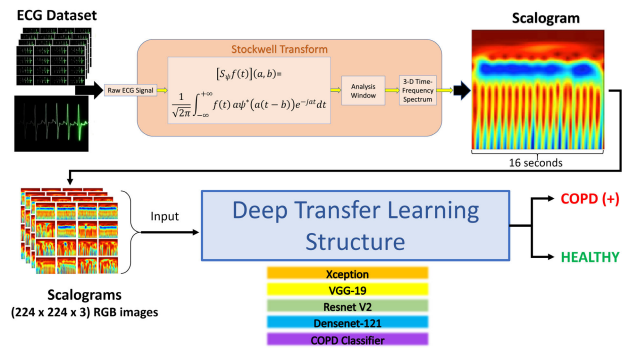 ECG Dataset
Stockwell Transform
Scalogram
Raw ECG Signal
[S_ψ f(t)](a, b)=
1/√2π ∫_{-∞}^{+∞} f(t) aψ*(a(t − b))e^{-jat}dt
Analysis
Window
3-D Time-
Frequency
Spectrum
16 seconds
Input
Deep Transfer Learning
Structure
COPD (+)
HEALTHY
Scalograms
(224 x 224 x 3) RGB images
Xception
VGG-19
Resnet V2
Densenet-121
COPD Classifier